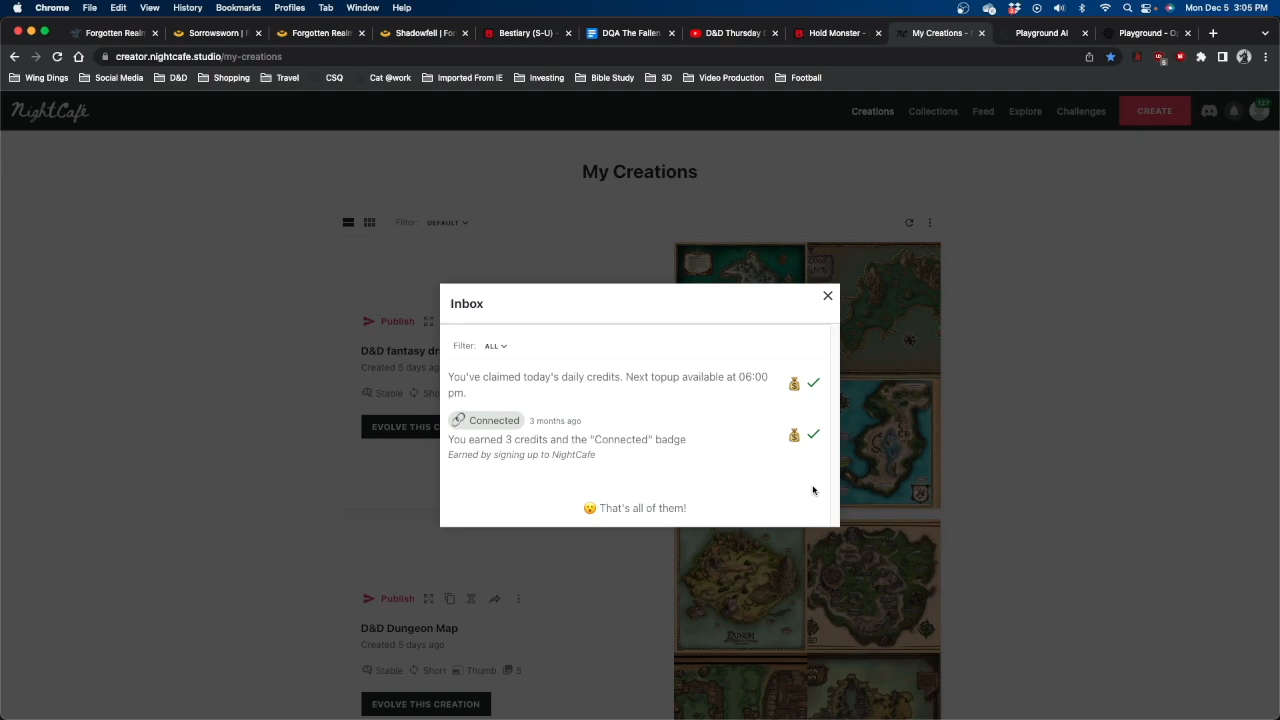 Chrome File Edit View History Bookmarks Profiles Tab Window Help Mon Dec 5 3:05 PM
Forgotten Realm Sorrowsworn | Forgotten Realm Shadowfell | Fo Bestiary (S-U) - DQA The Fallen D&D Thursday Hold Monster - My Creations - Playground AI Playground - Op
creator.nightcafe.studio/my-creations
Wing Dings Social Media D&D Shopping Travel CSQ Cat @work Imported From IE Investing Bible Study 3D Video Production Football
NightCafé Creations Collections Feed Explore Challenges CREATE 127
My Creations
Filter: DEFAULT
Inbox
Filter: ALL
Publish
You've claimed today's daily credits. Next topup available at 06:00
pm.
D&D fantasy dr
Created 5 days ago
Stable Sho
Connected 3 months ago
You earned 3 credits and the "Connected" badge
Earned by signing up to NightCafe
EVOLVE THIS C
That's all of them!
Publish
D&D Dungeon Map
Created 5 days ago
Stable Short Thumb 5
EVOLVE THIS CREATION